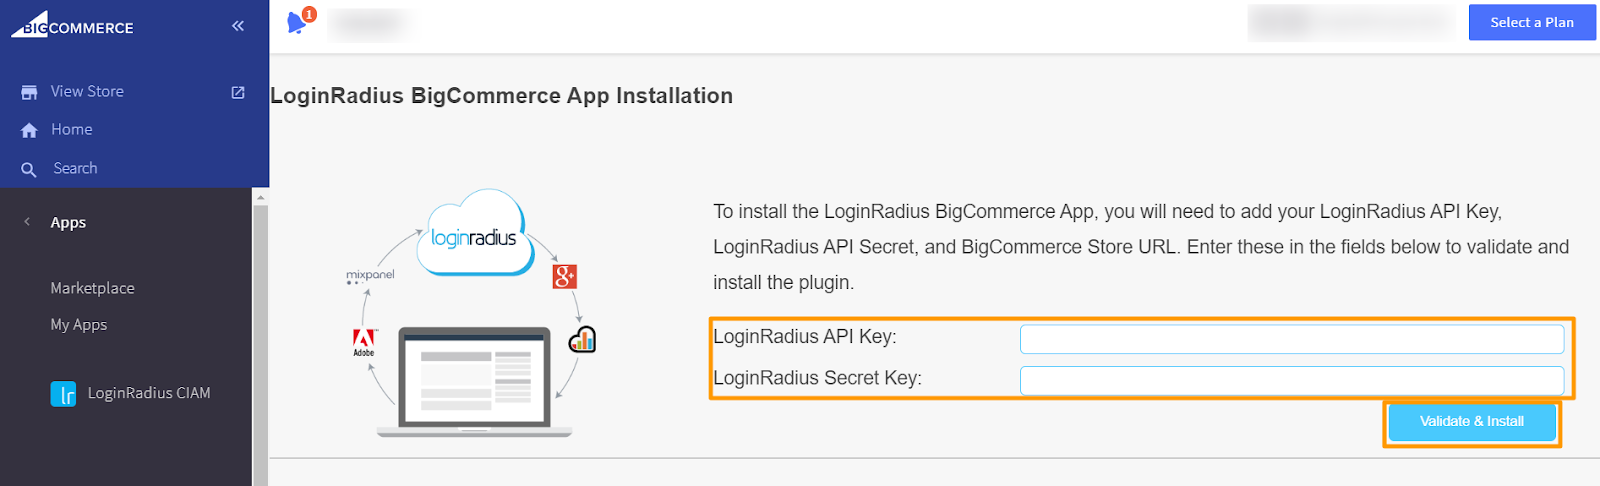 BIGCOMMERCE
1
Select a Plan
View Store
Home
Search
Apps
Marketplace
My Apps
lr LoginRadius CIAM
LoginRadius BigCommerce App Installation
loginradius
mixpanel
g+
Adobe
To install the LoginRadius BigCommerce App, you will need to add your LoginRadius API Key,
LoginRadius API Secret, and BigCommerce Store URL. Enter these in the fields below to validate and
install the plugin.
LoginRadius API Key:
LoginRadius Secret Key:
Validate & Install